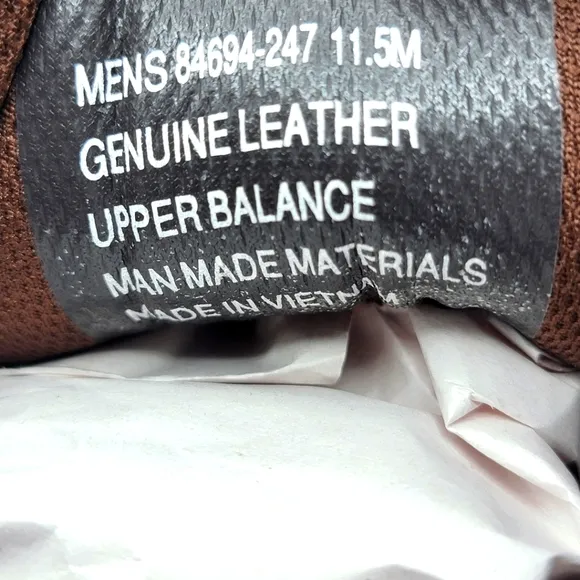 MENS 84694-247 11.5M
GENUINE LEATHER
UPPER BALANCE
MAN MADE MATERIALS
MADE IN VIETNAM